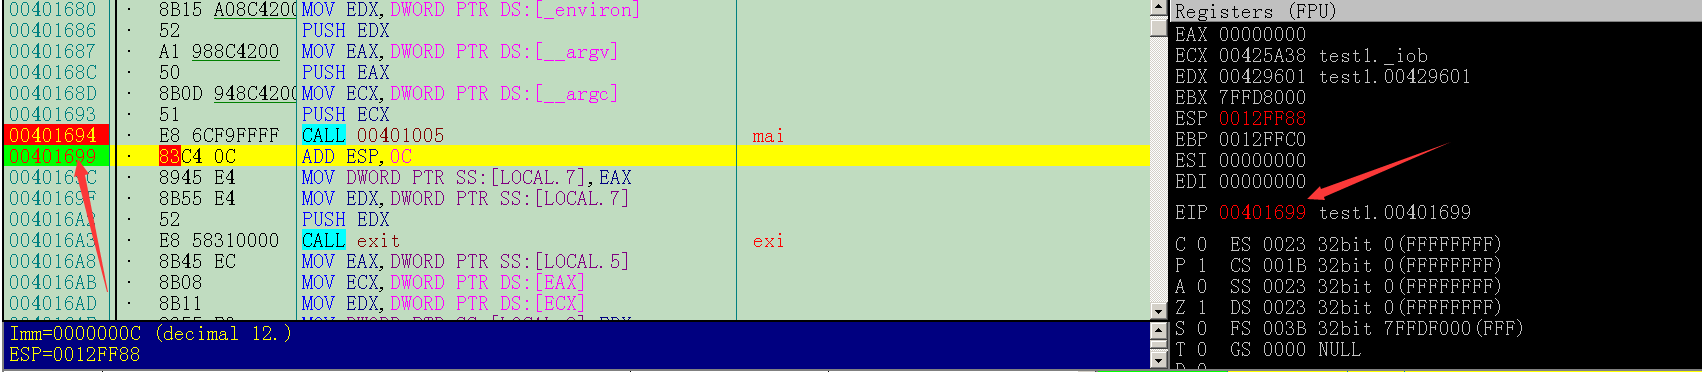 00401680 · 8B15 A08C4200 MOV EDX,DWORD PTR DS:[_environ]
00401686 · 52 PUSH EDX
00401687 · A1 988C4200 MOV EAX,DWORD PTR DS:[__argv]
0040168C · 50 PUSH EAX
0040168D · 8B0D 948C4200 MOV ECX,DWORD PTR DS:[__argc]
00401693 · 51 PUSH ECX
00401694 · E8 6CF9FFFF CALL 00401005 mai
00401699 · 83C4 0C ADD ESP,0C
0040169C · 8945 E4 MOV DWORD PTR SS:[LOCAL.7],EAX
0040169F · 8B55 E4 MOV EDX,DWORD PTR SS:[LOCAL.7]
004016A2 · 52 PUSH EDX
004016A3 · E8 58310000 CALL exit exi
004016A8 · 8B45 EC MOV EAX,DWORD PTR SS:[LOCAL.5]
004016AB · 8B08 MOV ECX,DWORD PTR DS:[EAX]
004016AD · 8B11 MOV EDX,DWORD PTR DS:[ECX]
Imm=0000000C (decimal 12.)
ESP=0012FF88
Registers (FPU)
EAX 00000000
ECX 00425A38 test1._iob
EDX 00429601 test1.00429601
EBX 7FFD8000
ESP 0012FF88
EBP 0012FFC0
ESI 00000000
EDI 00000000
EIP 00401699 test1.00401699
C 0 ES 0023 32bit 0(FFFFFFFF)
P 1 CS 001B 32bit 0(FFFFFFFF)
A 0 SS 0023 32bit 0(FFFFFFFF)
Z 1 DS 0023 32bit 0(FFFFFFFF)
S 0 FS 003B 32bit 7FFDF000(FFF)
T 0 GS 0000 NULL